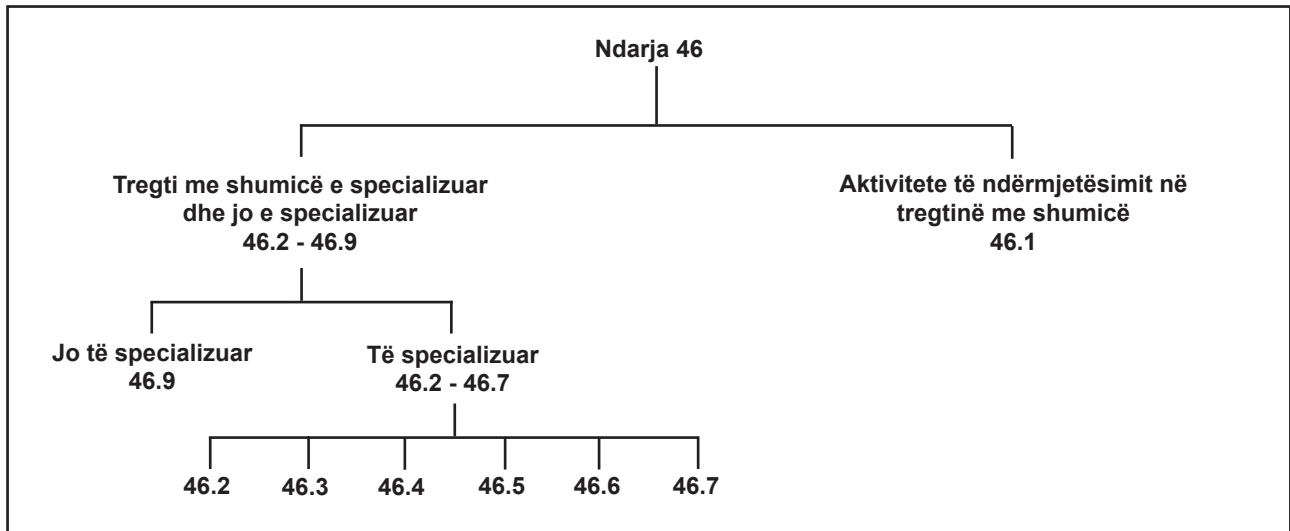 Ndarja 46
Tregti me shumicë e specializuar
dhe jo e specializuar
46.2 - 46.9
Aktivitete të ndërmjetësimit në
tregtinë me shumicë
46.1
Jo të specializuar
46.9
Të specializuar
46.2 - 46.7
46.2
46.3
46.4
46.5
46.6
46.7